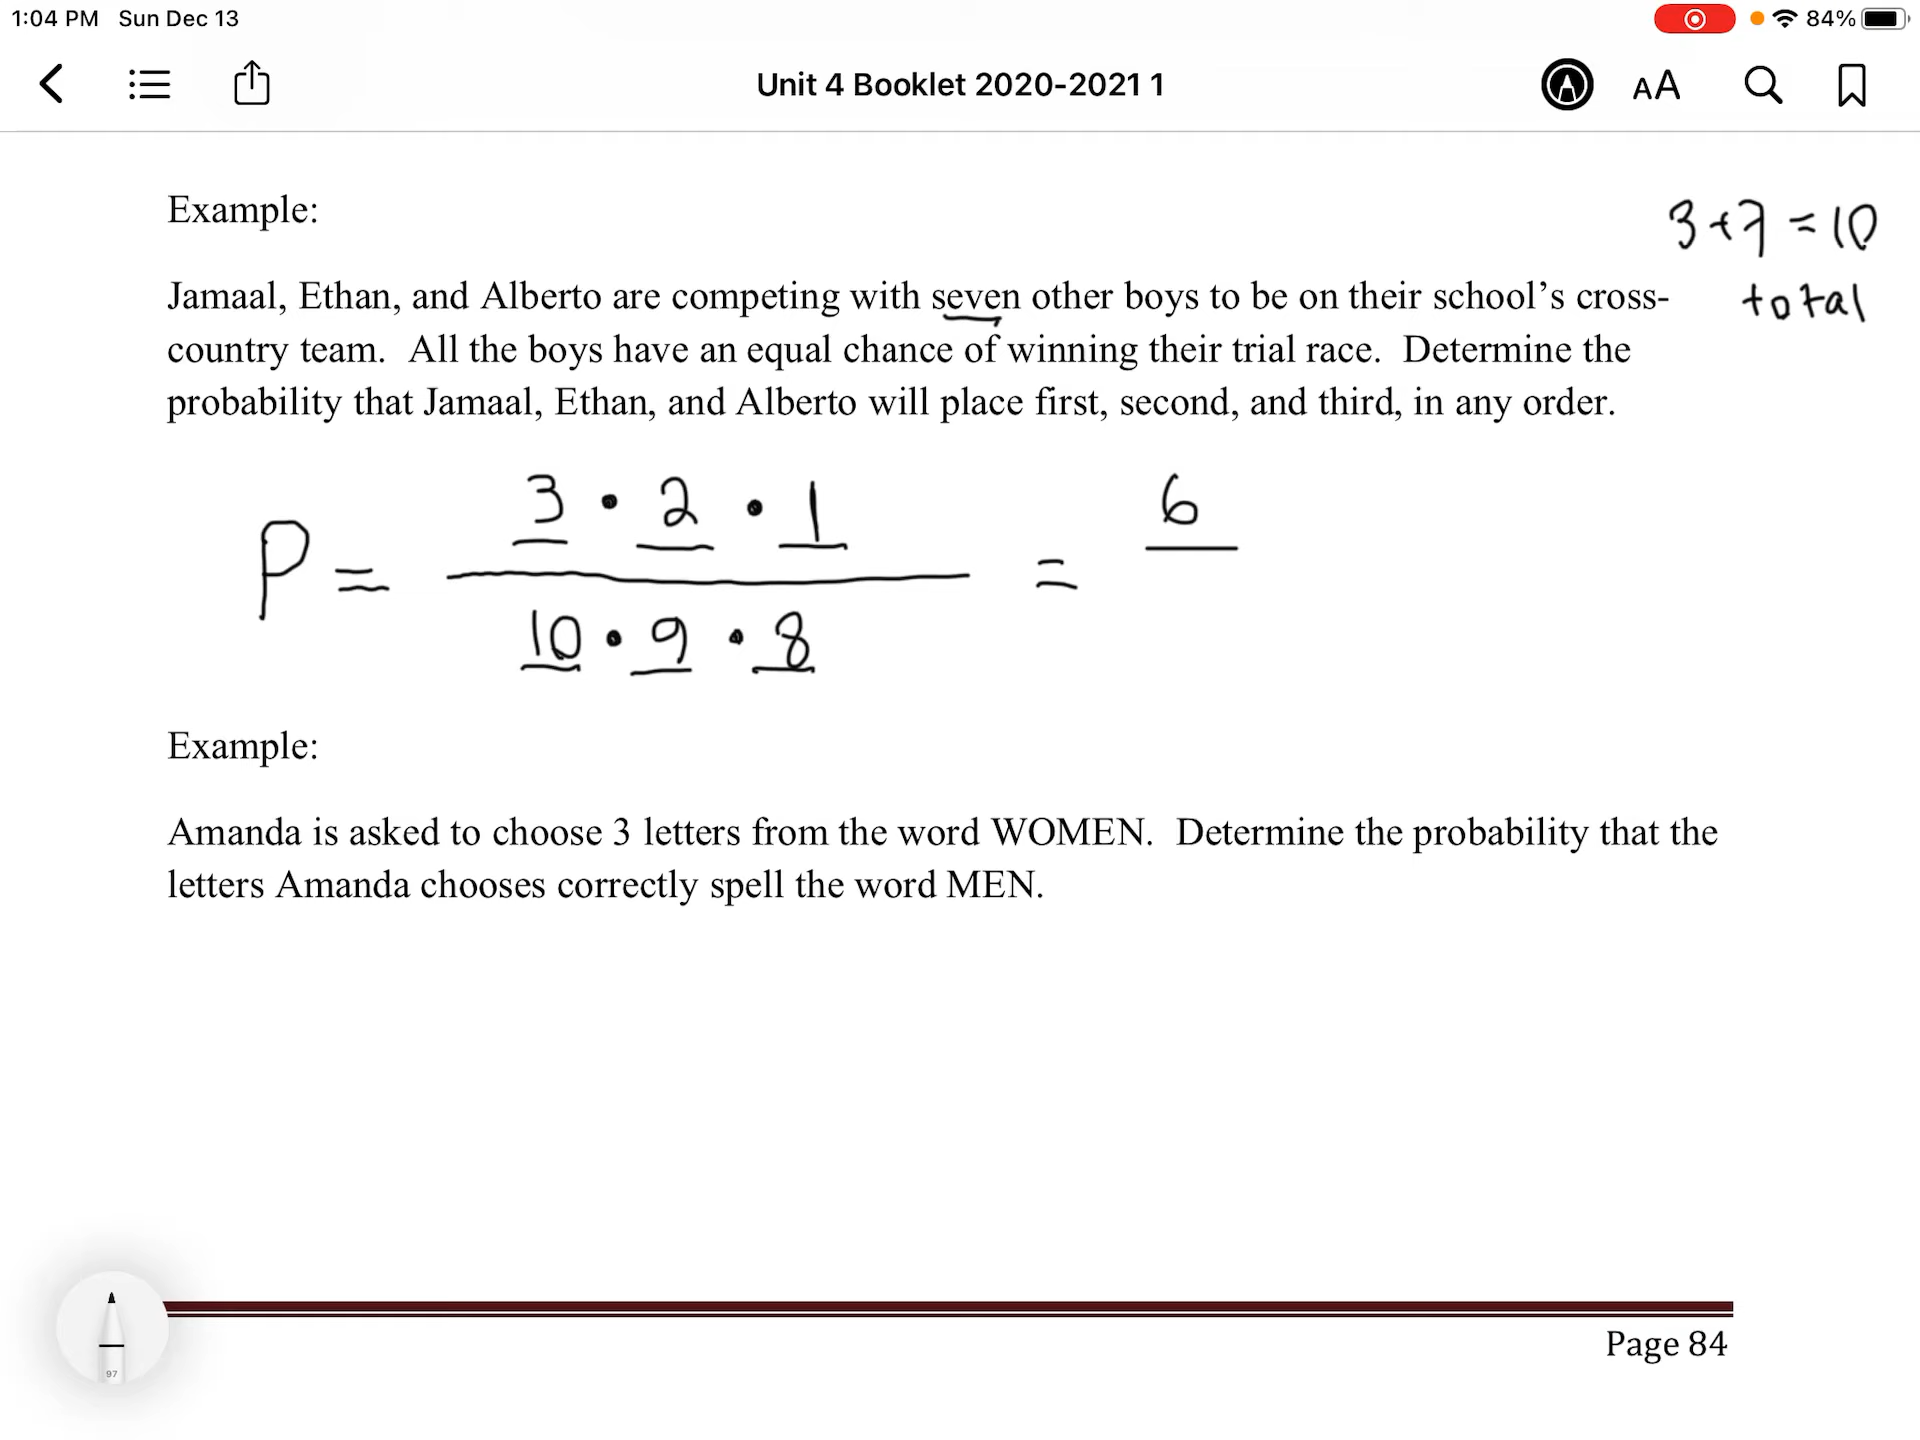 1:04 PM Sun Dec 13
84%
Unit 4 Booklet 2020-2021 1
AA
Example:
3+7=10
total
Jamaal, Ethan, and Alberto are competing with seven other boys to be on their school’s cross-
country team. All the boys have an equal chance of winning their trial race. Determine the
probability that Jamaal, Ethan, and Alberto will place first, second, and third, in any order.
3 • 2 • 1
6
P = =
10 • 9 • 8
Example:
Amanda is asked to choose 3 letters from the word WOMEN. Determine the probability that the
letters Amanda chooses correctly spell the word MEN.
97
Page 84